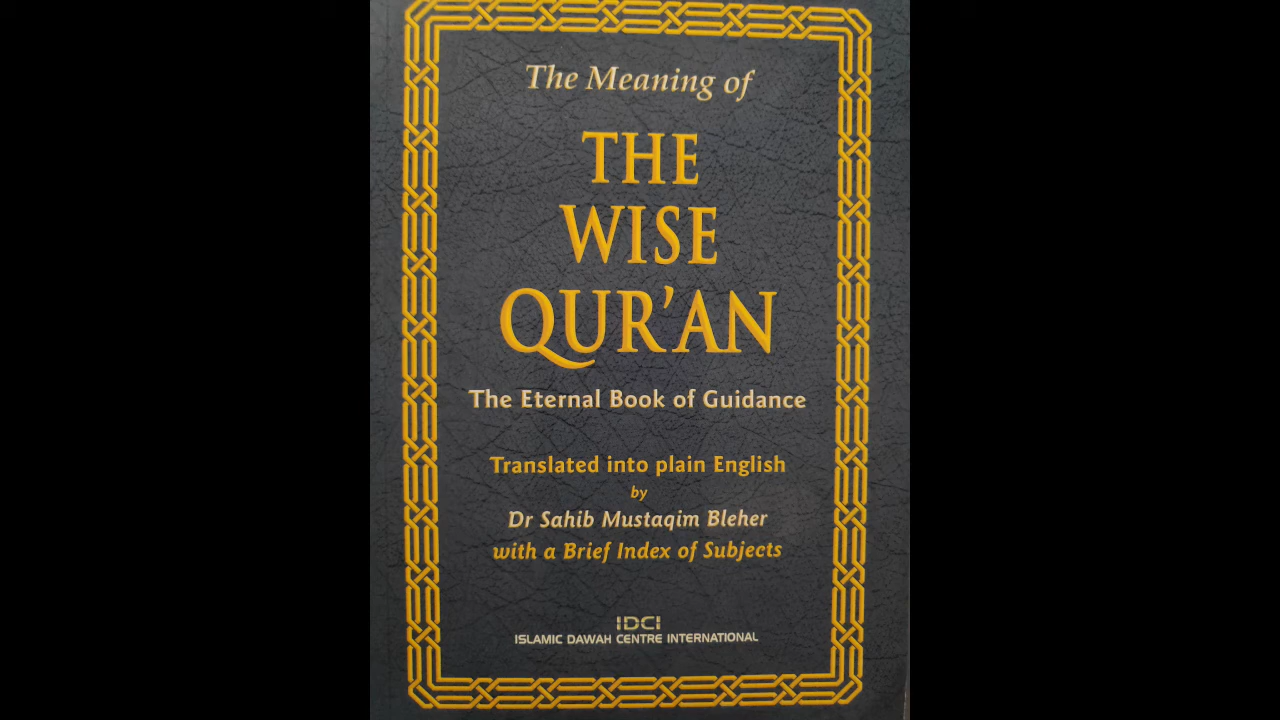 The Meaning of
THE
WISE
QUR'AN
The Eternal Book of Guidance
Translated into plain English
by
Dr Sahib Mustaqim Bleher
with a Brief Index of Subjects
IDCI
ISLAMIC DAWAH CENTRE INTERNATIONAL